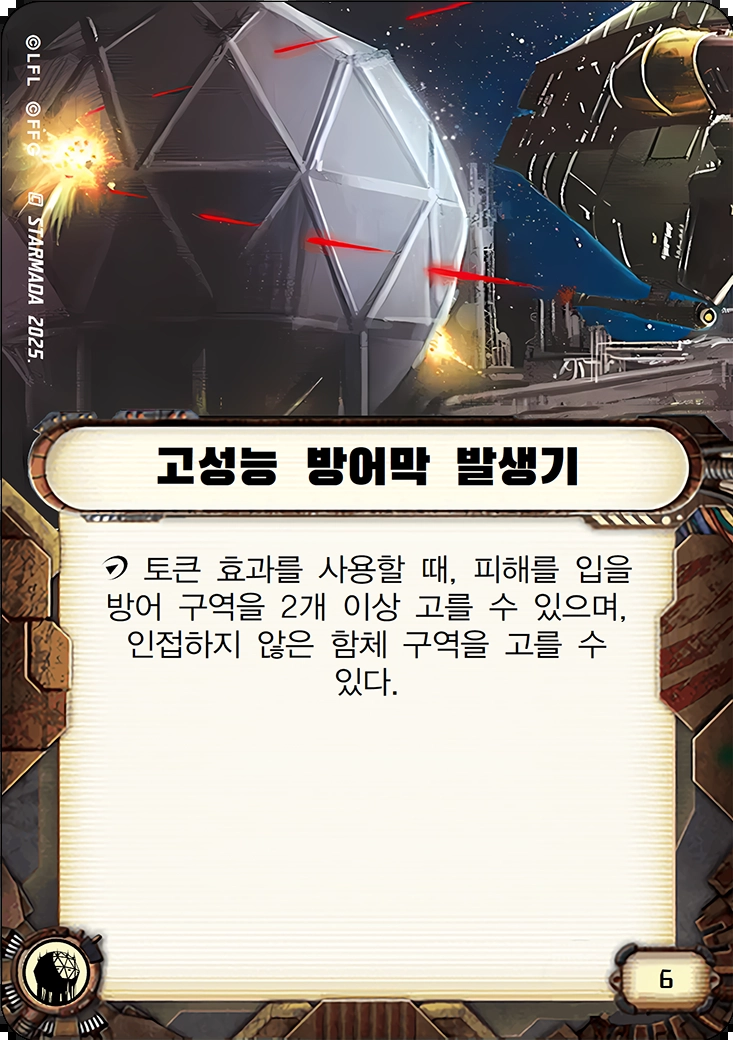 ©LFL ©FFG STARMADA 2025.
고성능 방어막 발생기
토큰 효과를 사용할 때, 피해를 입을
방어 구역을 2개 이상 고를 수 있으며,
인접하지 않은 함체 구역을 고를 수
있다.
6